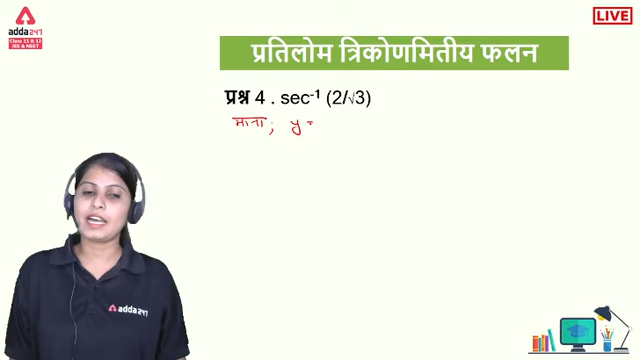 adda247
Class 11 & 12
JEE & NEET
LIVE
प्रतिलोम त्रिकोणमितीय फलन
प्रश्न 4 . sec⁻¹ (2/√3)
माना ; y =
adda247